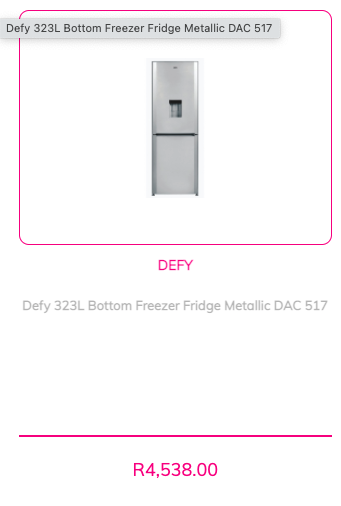 Defy 323L Bottom Freezer Fridge Metallic DAC 517
DEFY
Defy 323L Bottom Freezer Fridge Metallic DAC 517
R4,538.00